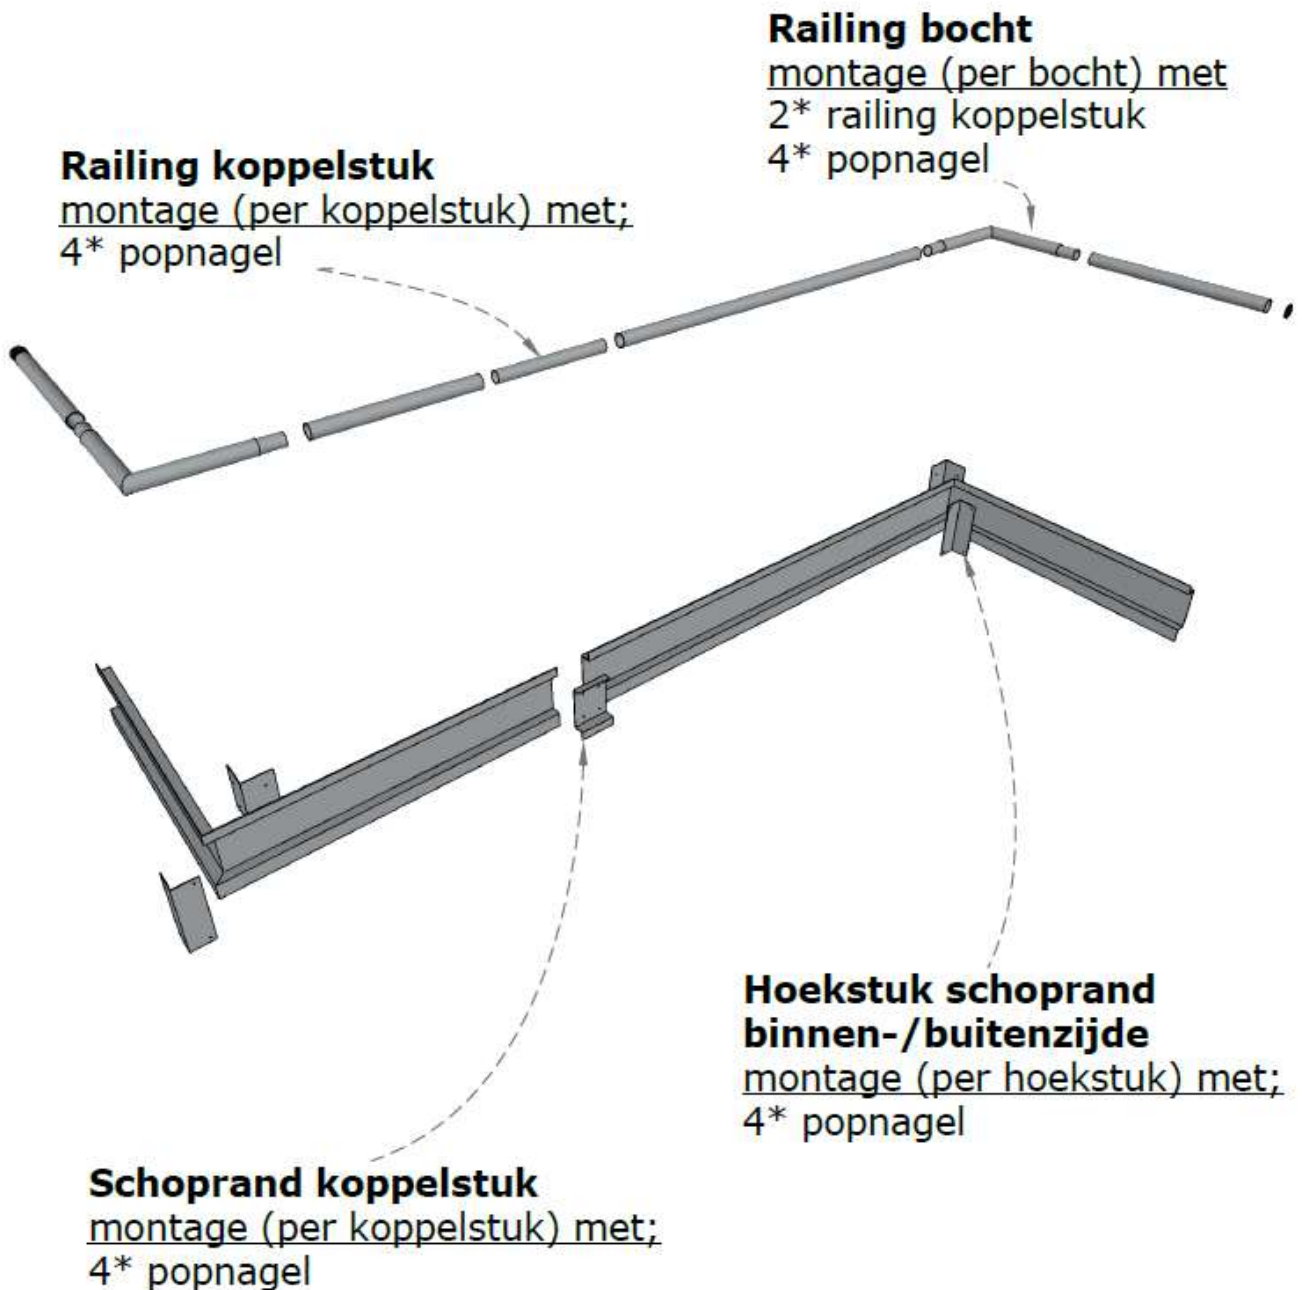 Railing bocht
montage (per bocht) met
2* railing koppelstuk
4* popnagel
Railing koppelstuk
montage (per koppelstuk) met;
4* popnagel
Hoekstuk schoprand
binnen-/buitenzijde
montage (per hoekstuk) met;
4* popnagel
Schoprand koppelstuk
montage (per koppelstuk) met;
4* popnagel